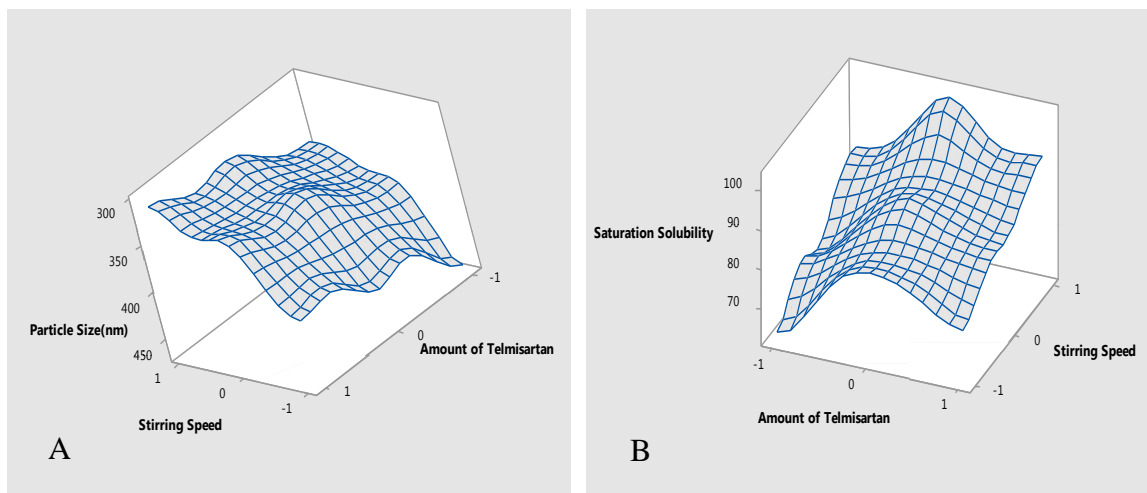 300
350
400
Particle Size(nm)
450
1
0
-1
Stirring Speed
-1
0
1
Amount of Telmisartan
A
100
90
Saturation Solubility
80
70
-1
0
1
Amount of Telmisartan
1
0
-1
Stirring Speed
B